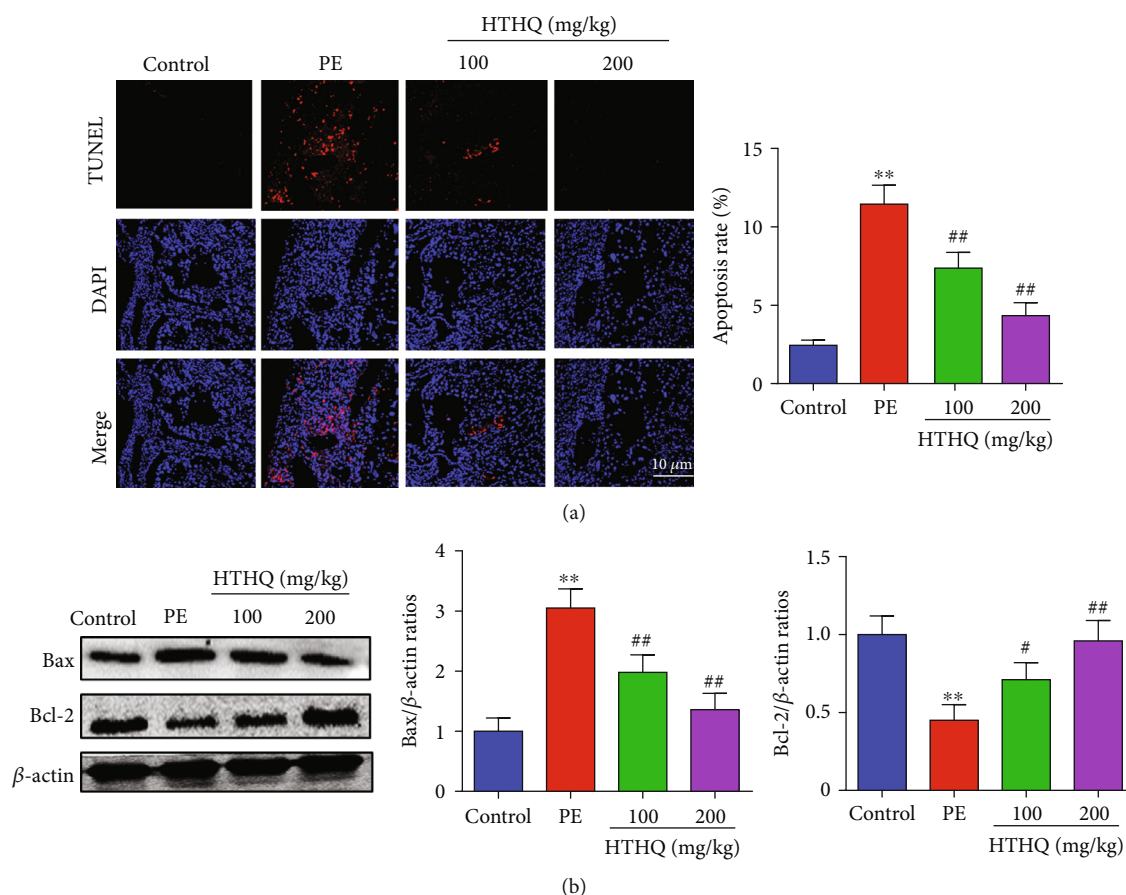 HTHQ (mg/kg)
Control PE 100 200
TUNEL
DAPI
Merge
10 μm
Apoptosis rate (%)
15
10
5
0
**
##
##
Control PE 100 200
HTHQ (mg/kg)
(a)
HTHQ (mg/kg)
Control PE 100 200
Bax
Bcl-2
β-actin
Bax/β-actin ratios
4
3
2
1
0
**
##
##
Control PE 100 200
HTHQ (mg/kg)
Bcl-2/β-actin ratios
1.5
1.0
0.5
0.0
**
#
##
Control PE 100 200
HTHQ (mg/kg)
(b)